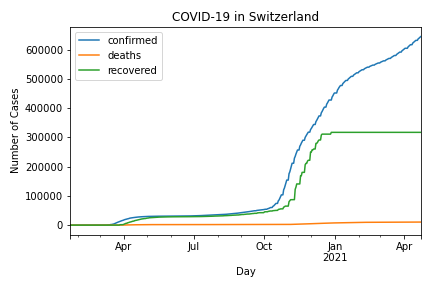 COVID-19 in Switzerland
confirmed
deaths
recovered
Number of Cases
600000
500000
400000
300000
200000
100000
0
Apr
Jul
Oct
Jan
2021
Apr
Day